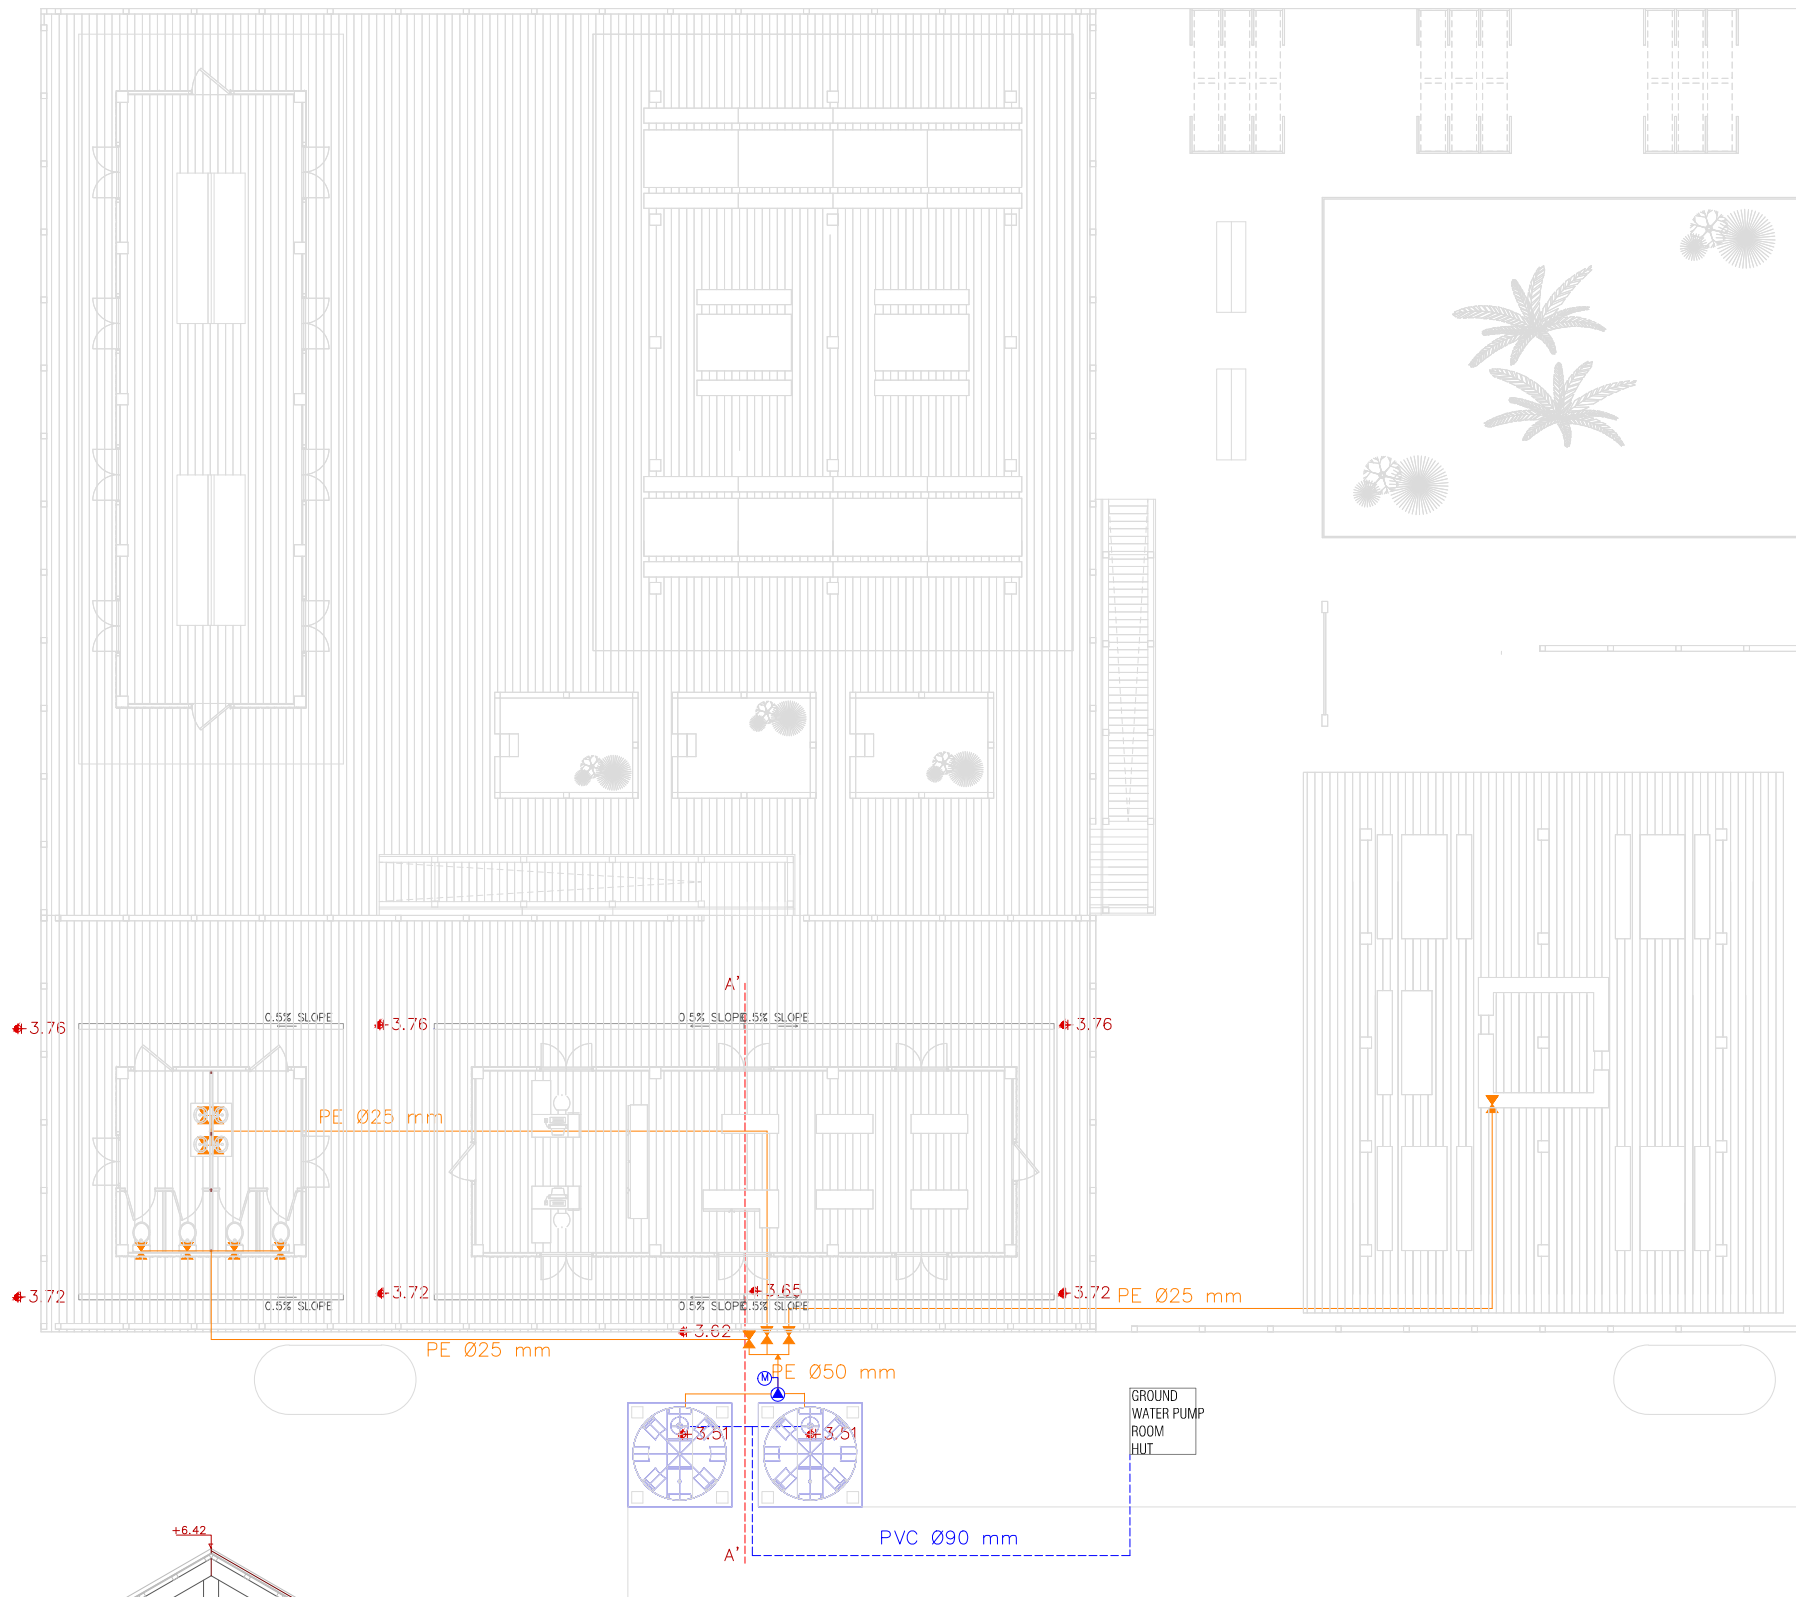 A'
0.5% SLOPE
0.5% SLOPE
0.5% SLOPE
+3.76
+3.76
+3.76
PE Ø25 mm
+3.72
+3.72
+3.65
+3.72
PE Ø25 mm
0.5% SLOPE
0.5% SLOPE
0.5% SLOPE
+3.62
PE Ø25 mm
PE Ø50 mm
M
GROUND
WATER PUMP
ROOM
HUT
+3.51
+3.51
PVC Ø90 mm
+6.42
A'